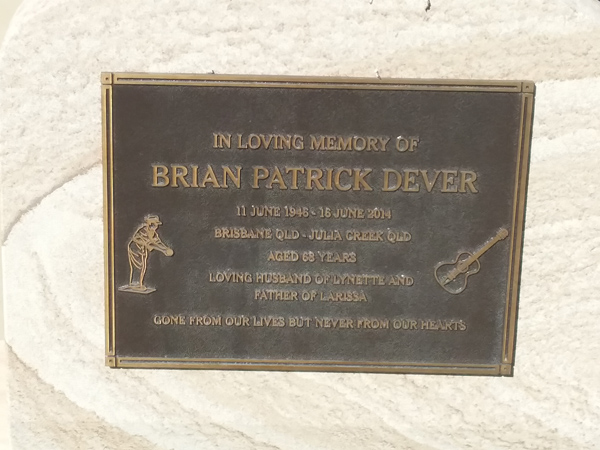 IN LOVING MEMORY OF
BRIAN PATRICK DEVER
11 JUNE 1946 - 16 JUNE 2014
BRISBANE QLD - JULIA CREEK QLD
AGED 68 YEARS
LOVING HUSBAND OF LYNETTE AND
FATHER OF LARISSA
GONE FROM OUR LIVES BUT NEVER FROM OUR HEARTS